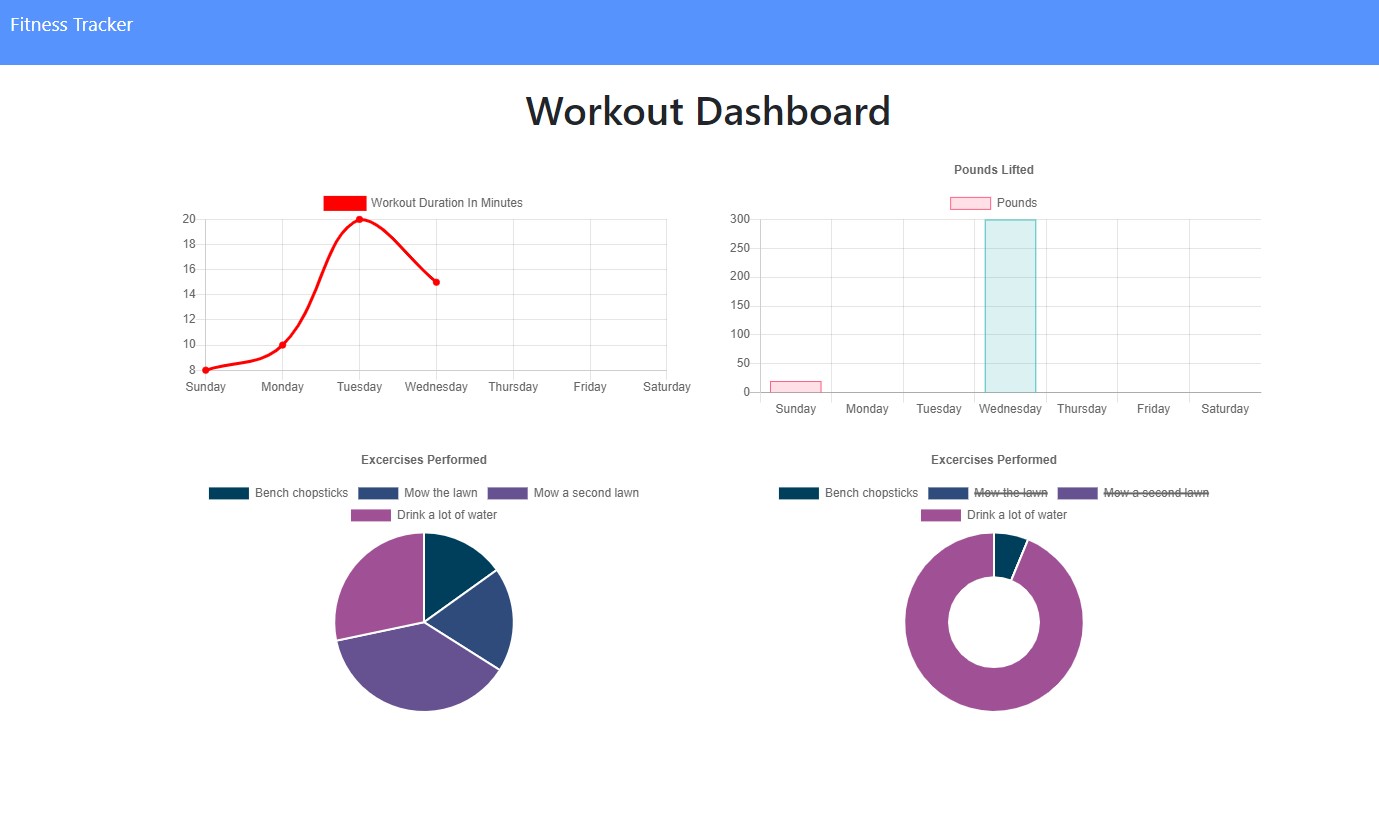 Fitness Tracker
Workout Dashboard
Workout Duration In Minutes
20
18
16
14
12
10
8
Sunday Monday Tuesday Wednesday Thursday Friday Saturday
Pounds Lifted
Pounds
300
250
200
150
100
50
0
Sunday Monday Tuesday Wednesday Thursday Friday Saturday
Excercises Performed
Bench chopsticks Mow the lawn Mow a second lawn
Drink a lot of water
Excercises Performed
Bench chopsticks Mow the lawn Mow a second lawn
Drink a lot of water